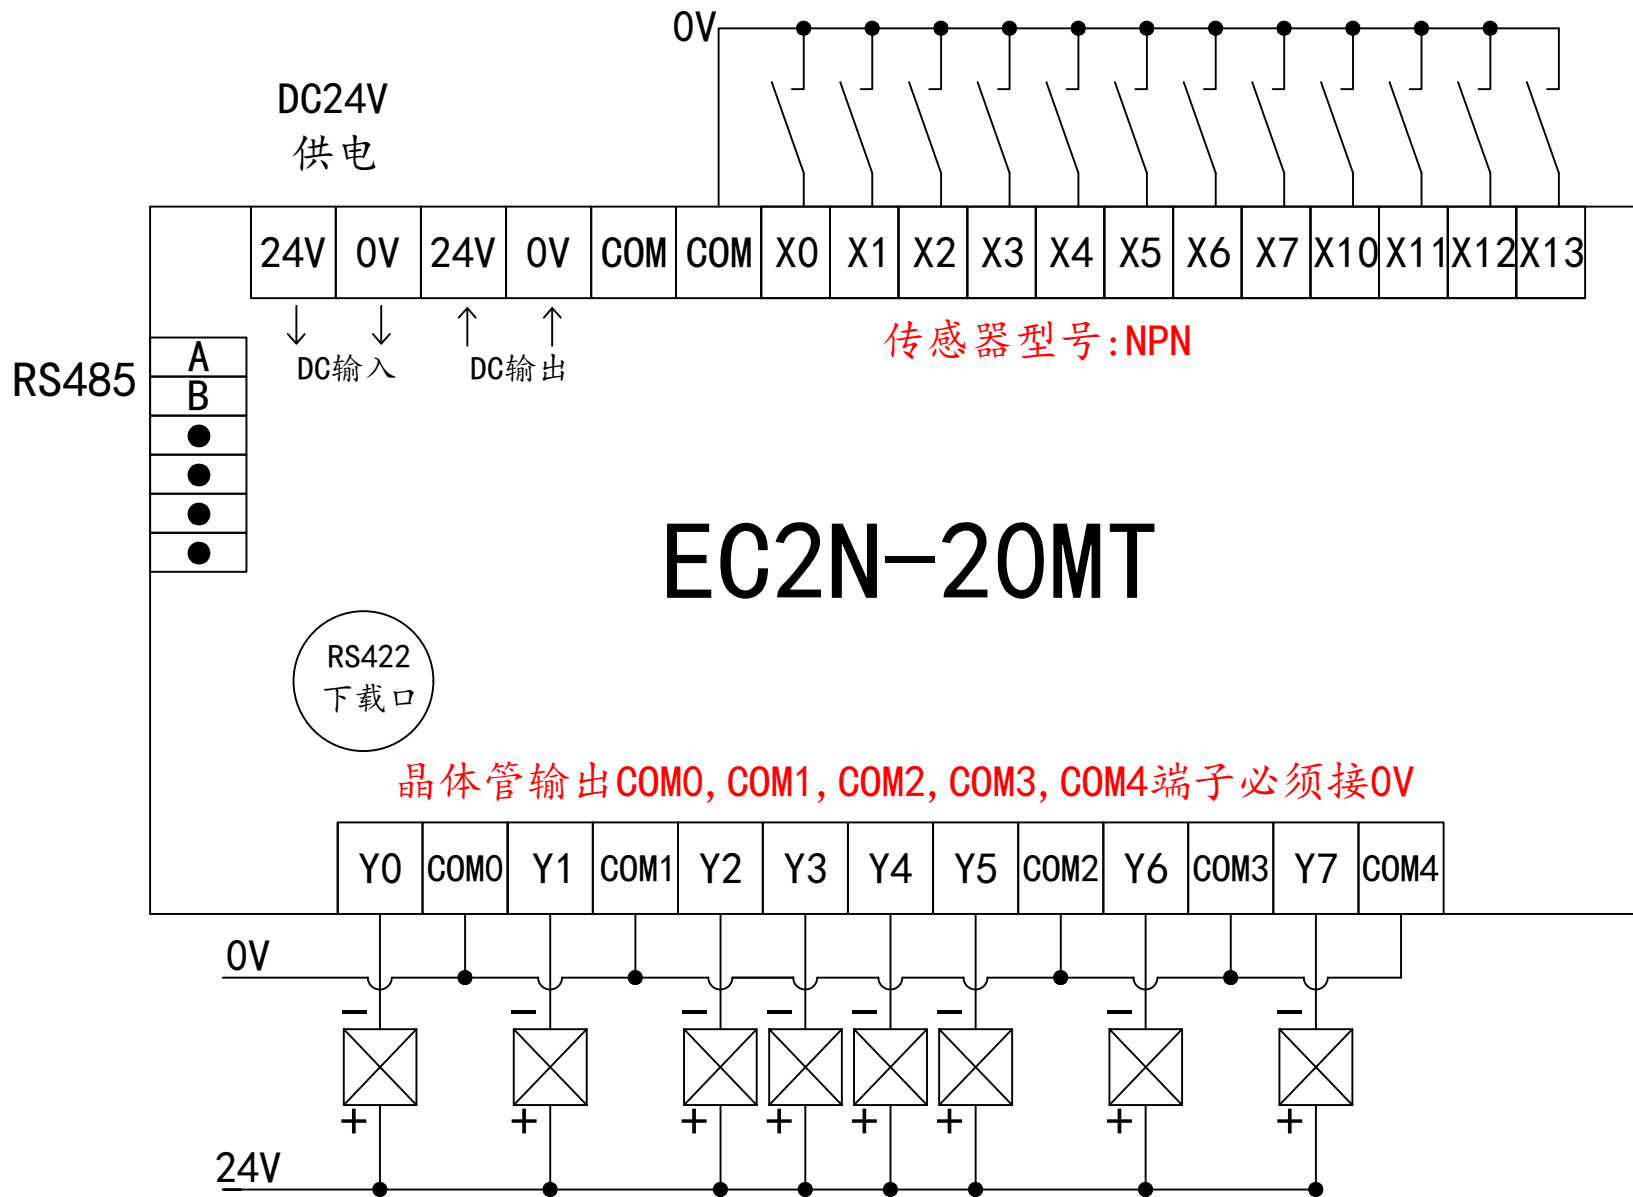 0V
DC24V
供电
24V 0V 24V 0V COM COM X0 X1 X2 X3 X4 X5 X6 X7 X10 X11 X12 X13
DC输入 DC输出
传感器型号:NPN
RS485
A
B
EC2N-20MT
RS422
下载口
晶体管输出COM0,COM1,COM2,COM3,COM4端子必须接0V
Y0 COM0 Y1 COM1 Y2 Y3 Y4 Y5 COM2 Y6 COM3 Y7 COM4
0V
- - - - - - - -
+ + + + + + + +
24V